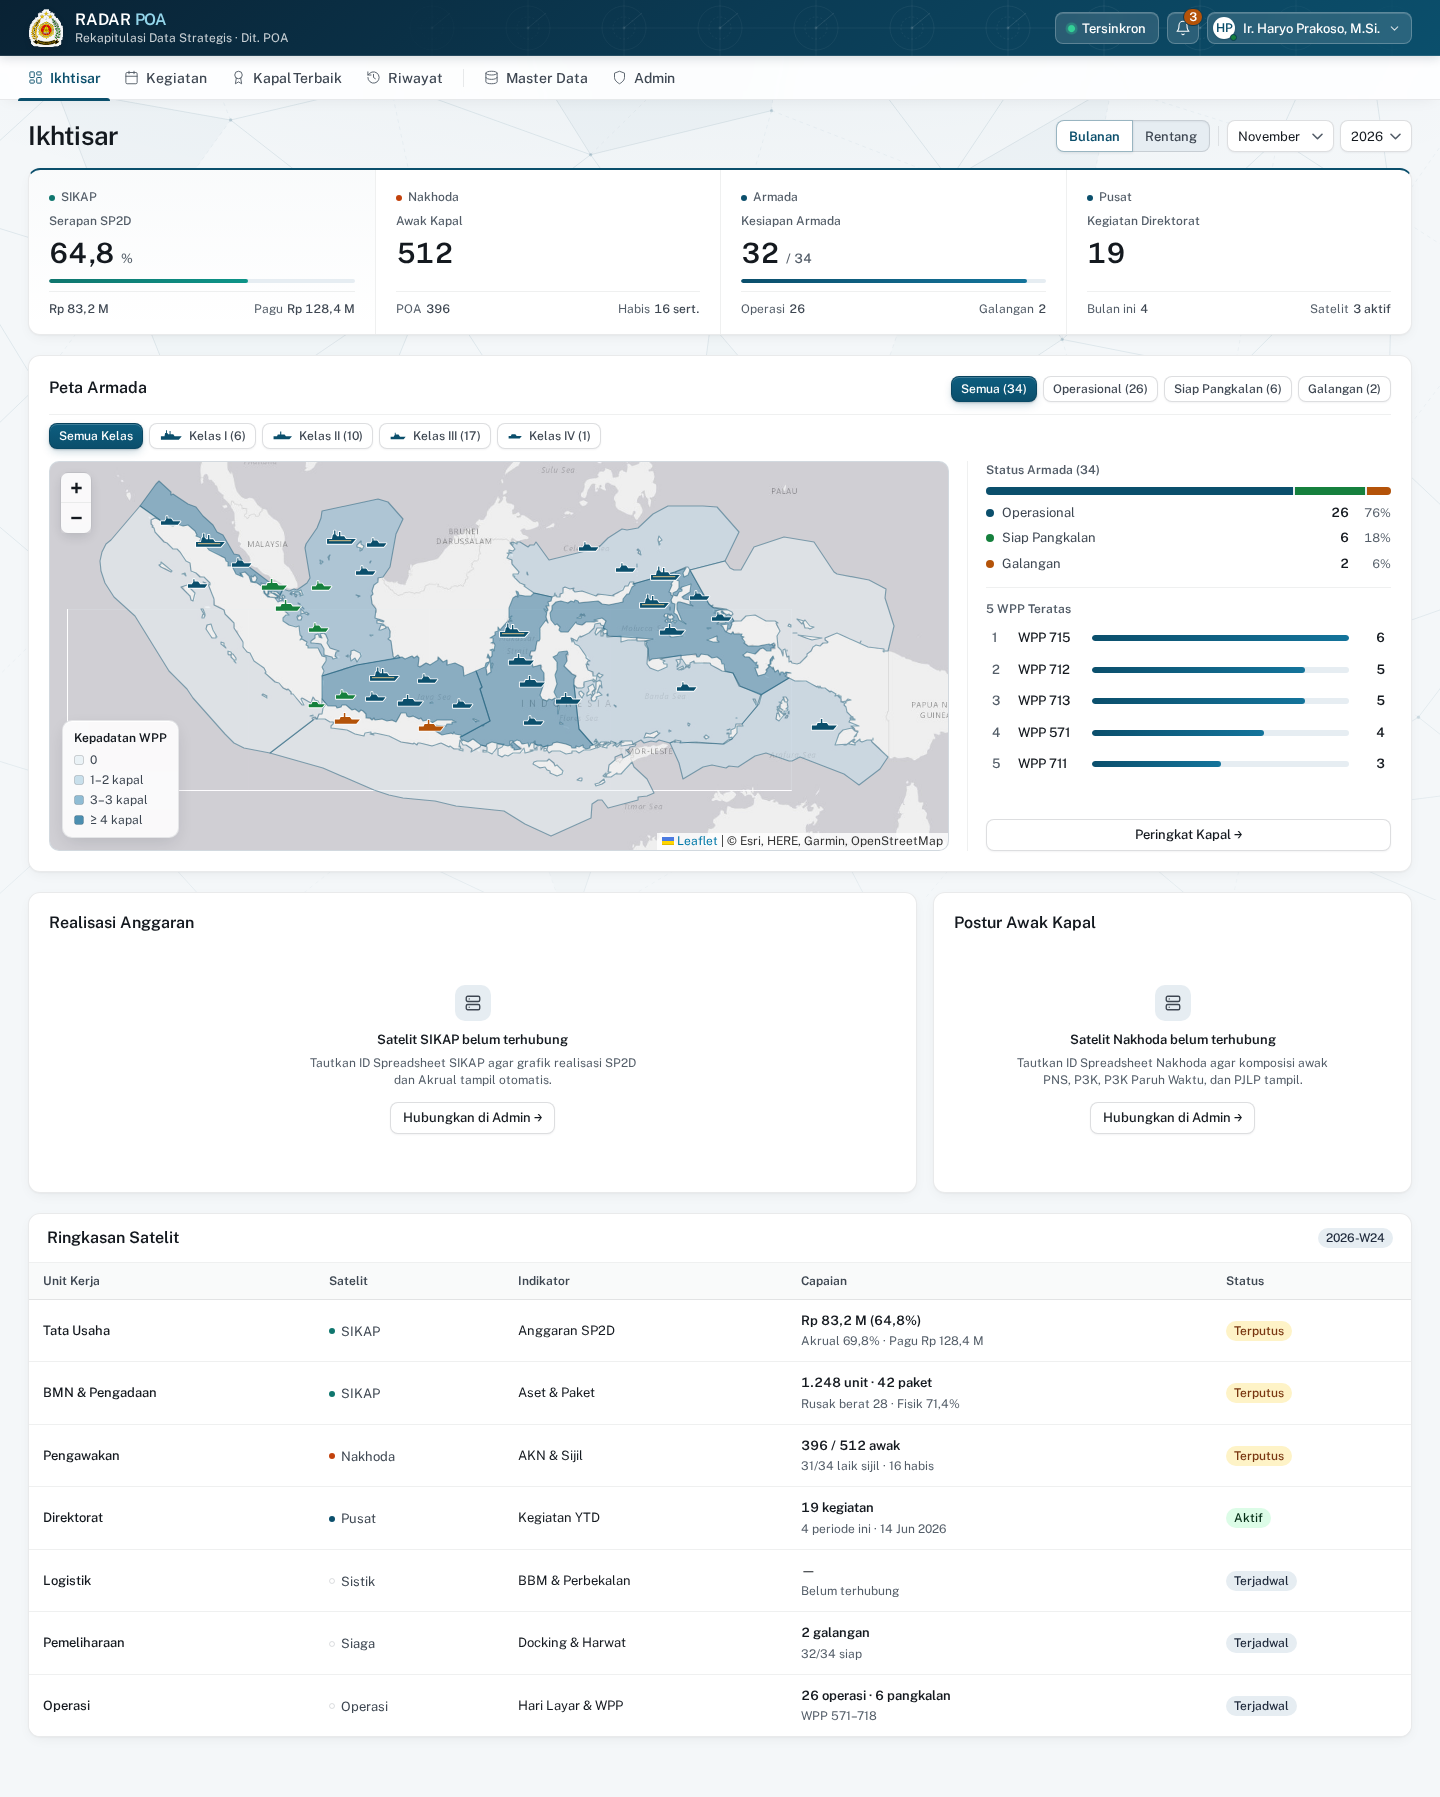 RADAR POA
Rekapitulasi Data Strategis · Dit. POA
Tersinkron
3
HP
Ir. Haryo Prakoso, M.Si.
Ikhtisar
Kegiatan
Kapal Terbaik
Riwayat
Master Data
Admin
Ikhtisar
Bulanan
Rentang
November
2026
SIKAP
Serapan SP2D
64,8 %
Rp 83,2 M
Pagu Rp 128,4 M
Nakhoda
Awak Kapal
512
POA 396
Habis 16 sert.
Armada
Kesiapan Armada
32 / 34
Operasi 26
Galangan 2
Pusat
Kegiatan Direktorat
19
Bulan ini 4
Satelit 3 aktif
Peta Armada
Semua (34)
Operasional (26)
Siap Pangkalan (6)
Galangan (2)
Semua Kelas
Kelas I (6)
Kelas II (10)
Kelas III (17)
Kelas IV (1)
+
−
Sulu Sea
PALAU
MALAYSIA
BRUNEI
DARUSSALAM
PAPUA N
GUINEA
Kepadatan WPP
0
1–2 kapal
3–3 kapal
≥ 4 kapal
Leaflet | © Esri, HERE, Garmin, OpenStreetMap
Status Armada (34)
Operasional 26 76%
Siap Pangkalan 6 18%
Galangan 2 6%
5 WPP Teratas
1 WPP 715 6
2 WPP 712 5
3 WPP 713 5
4 WPP 571 4
5 WPP 711 3
Peringkat Kapal →
Realisasi Anggaran
Satelit SIKAP belum terhubung
Tautkan ID Spreadsheet SIKAP agar grafik realisasi SP2D
dan Akrual tampil otomatis.
Hubungkan di Admin →
Postur Awak Kapal
Satelit Nakhoda belum terhubung
Tautkan ID Spreadsheet Nakhoda agar komposisi awak
PNS, P3K, P3K Paruh Waktu, dan PJLP tampil.
Hubungkan di Admin →
Ringkasan Satelit
2026-W24
Unit Kerja Satelit Indikator Capaian Status
Tata Usaha SIKAP Anggaran SP2D Rp 83,2 M (64,8%) Terputus
Akrual 69,8% · Pagu Rp 128,4 M
BMN & Pengadaan SIKAP Aset & Paket 1.248 unit · 42 paket Terputus
Rusak berat 28 · Fisik 71,4%
Pengawakan Nakhoda AKN & Sijil 396 / 512 awak Terputus
31/34 laik sijil · 16 habis
Direktorat Pusat Kegiatan YTD 19 kegiatan Aktif
4 periode ini · 14 Jun 2026
Logistik Sistik BBM & Perbekalan — Terjadwal
Belum terhubung
Pemeliharaan Siaga Docking & Harwat 2 galangan Terjadwal
32/34 siap
Operasi Operasi Hari Layar & WPP 26 operasi · 6 pangkalan Terjadwal
WPP 571–718